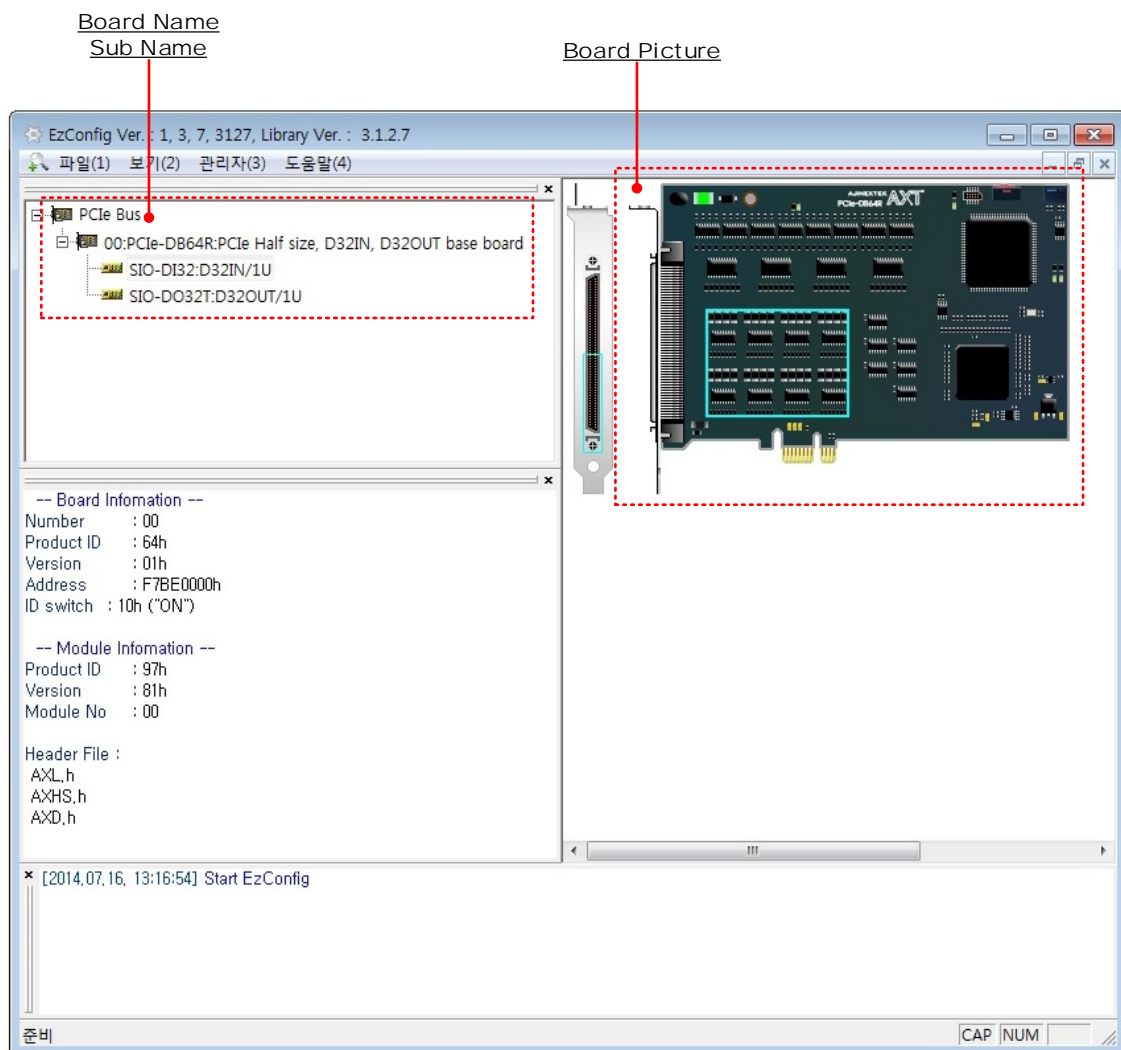 Board Name
Sub Name
Board Picture
EzConfig Ver. : 1, 3, 7, 3127, Library Ver. : 3.1.2.7
파일(1) 보기(2) 관리자(3) 도움말(4)
PCIe Bus
00:PCIe-DB64R:PCIe Half size, D32IN, D32OUT base board
SIO-DI32:D32IN/1U
SIO-DO32T:D32OUT/1U
AJINEXTEK AXT
PCIe-DB64R
-- Board Infomation --
Number : 00
Product ID : 64h
Version : 01h
Address : F7BE0000h
ID switch : 10h ("ON")
-- Module Infomation --
Product ID : 97h
Version : 81h
Module No : 00
Header File :
AXL.h
AXHS.h
AXD.h
[2014.07.16. 13:16:54] Start EzConfig
준비
CAP NUM